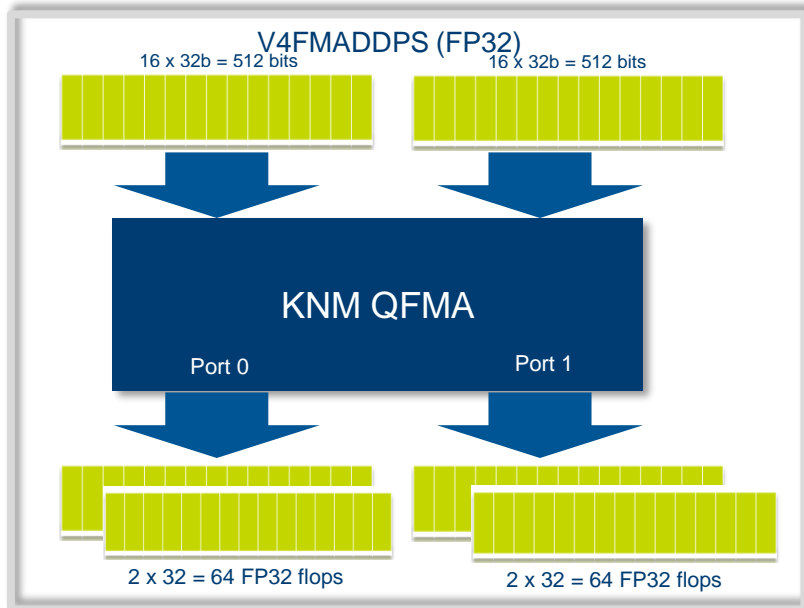 V4FMADDPS (FP32)
16 x 32b = 512 bits
16 x 32b = 512 bits
KNM QFMA
Port 0
Port 1
2 x 32 = 64 FP32 flops
2 x 32 = 64 FP32 flops